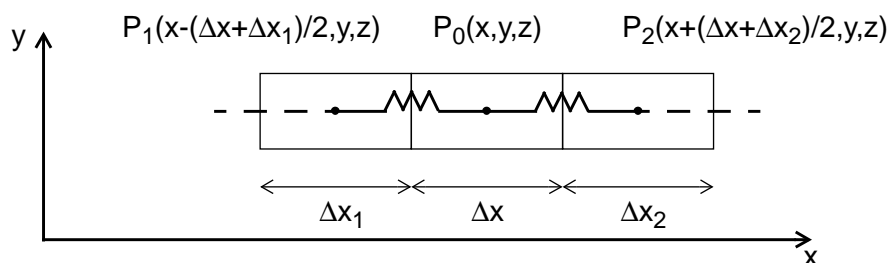 y
P₁(x-(Δx+Δx₁)/2,y,z) P₀(x,y,z) P₂(x+(Δx+Δx₂)/2,y,z)
Δx₁ Δx Δx₂
x